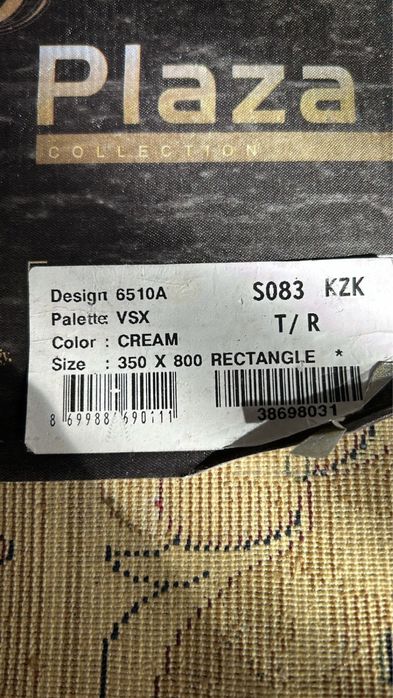 Plaza
COLLECTION
Design 6510A S083 KZK
Palette: VSX T/R
Color : CREAM
Size : 350 X 800 RECTANGLE *
38698031